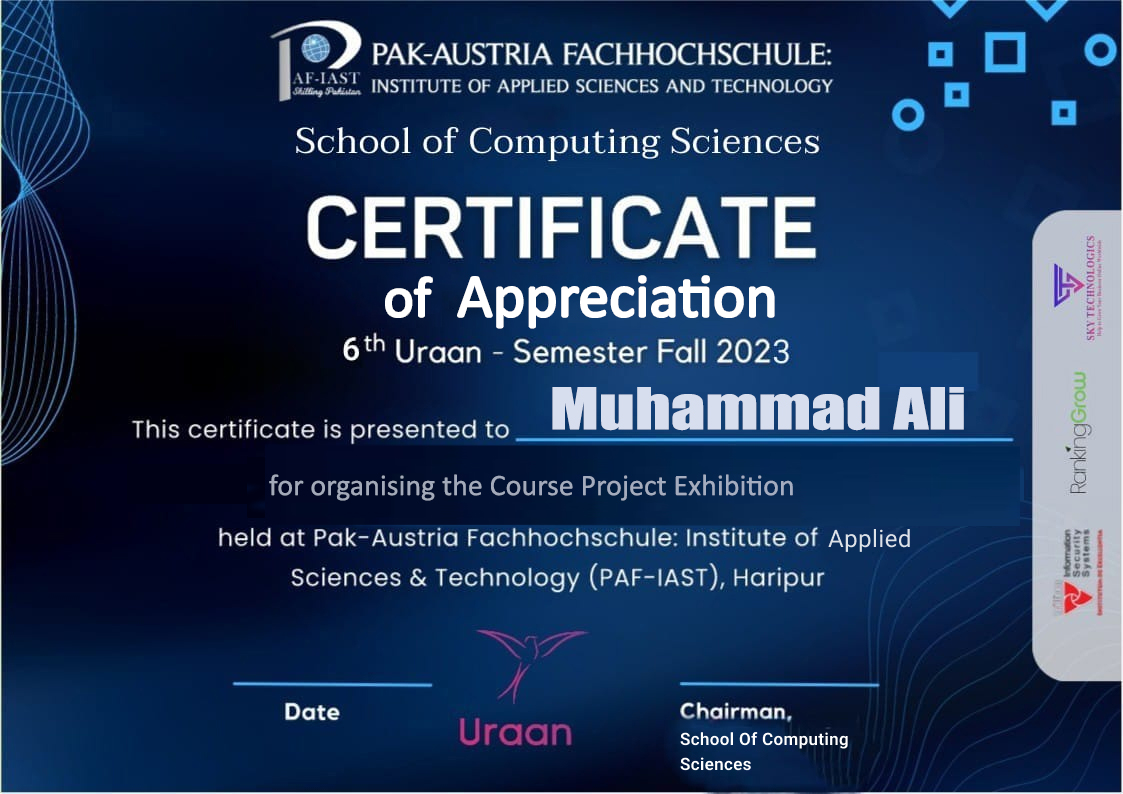 PAK-AUSTRIA FACHHOCHSCHULE:
AF-IAST
Skilling Pakistan
INSTITUTE OF APPLIED SCIENCES AND TECHNOLOGY
School of Computing Sciences
CERTIFICATE
of Appreciation
6th Uraan - Semester Fall 2023
This certificate is presented to Muhammad Ali
for organising the Course Project Exhibition
held at Pak-Austria Fachhochschule: Institute of Applied
Sciences & Technology (PAF-IAST), Haripur
SKY TECHNOLOGICS
RankingGrow
Information
Security
Systems
Date
Uraan
Chairman,
School Of Computing
Sciences